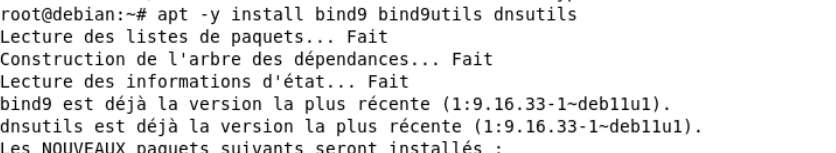 root@debian:~# apt -y install bind9 bind9utils dnsutils
Lecture des listes de paquets... Fait
Construction de l'arbre des dépendances... Fait
Lecture des informations d'état... Fait
bind9 est déjà la version la plus récente (1:9.16.33-1~deb11u1).
dnsutils est déjà la version la plus récente (1:9.16.33-1~deb11u1).
Les NOUVEAUX paquets suivants seront installés :